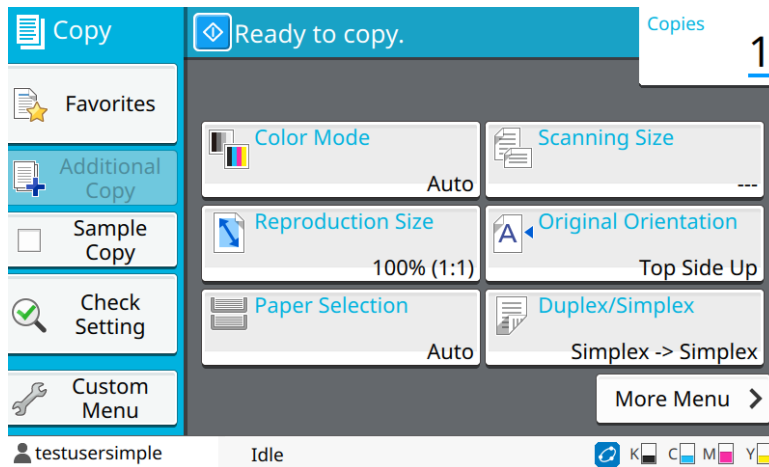 Copy
Ready to copy.
Copies
1
Favorites
Additional
Copy
Sample
Copy
Check
Setting
Custom
Menu
Color Mode
Auto
Scanning Size
---
Reproduction Size
100% (1:1)
A
Original Orientation
Top Side Up
Paper Selection
Auto
Duplex/Simplex
Simplex -> Simplex
More Menu
testusersimple
Idle
K C M Y